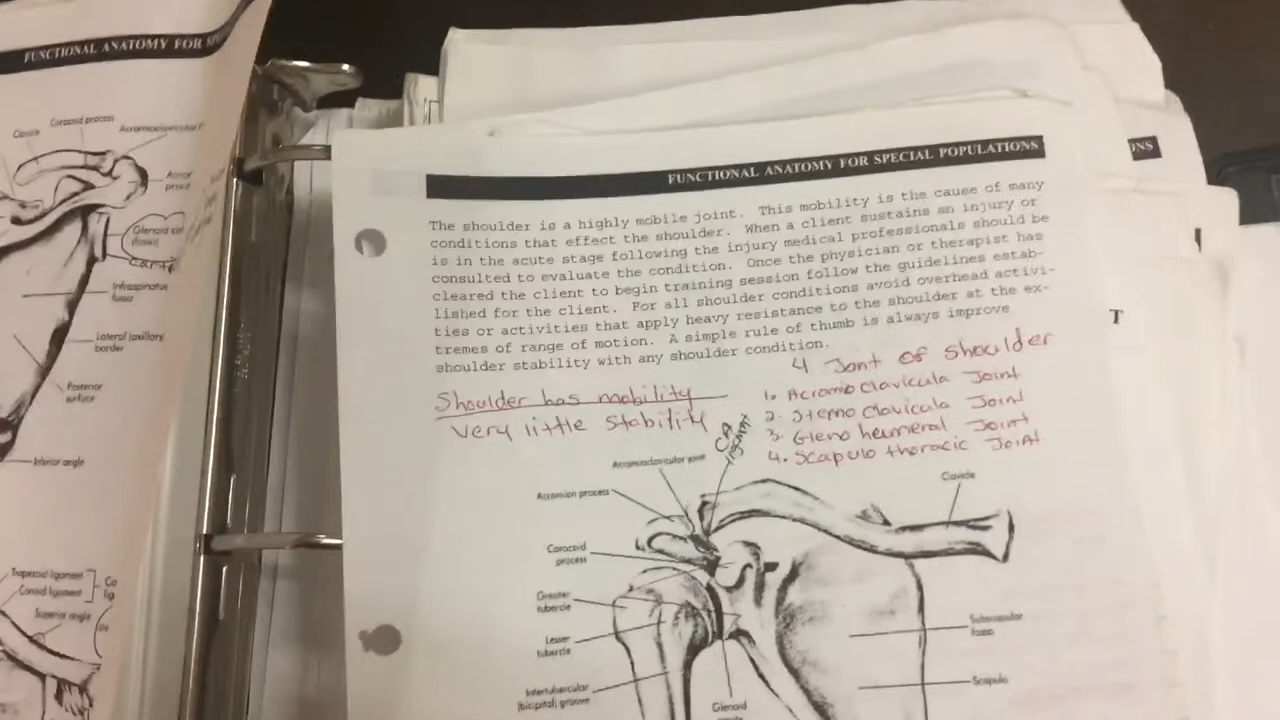 FUNCTIONAL ANATOMY FOR
Coracoid process
Infraspinatus
fossa
Lateral (axillary
border
Posterior
surface
Inferior angle
Trapezoid ligament
Conoid ligament
Superior angle
FUNCTIONAL ANATOMY FOR SPECIAL POPULATIONS
The shoulder is a highly mobile joint. This mobility is the cause of many
conditions that effect the shoulder. When a client sustains an injury or
is in the acute stage following the injury medical professionals should be
consulted to evaluate the condition. Once the physician or therapist has
cleared the client to begin training session follow the guidelines estab-
lished for the client. For all shoulder conditions avoid overhead activi-
ties or activities that apply heavy resistance to the shoulder at the ex-
tremes of range of motion. A simple rule of thumb is always improve
shoulder stability with any shoulder condition.
Shoulder has mobility
Very little Stability
4 Joint of shoulder
1. Acromio clavicula Joint
2. Sterno clavicula Joint
3. Gleno heumeral Joint
4. Scapulo thoracic Joint
CA
ligament
Acromioclavicular joint
Acromion process
Coracoid
process
Greater
tubercle
Lesser
tubercle
Intertubercular
(bicipital) groove
Glenoid
Clavicle
Subscapular
fossa
Scapula
ONS
T